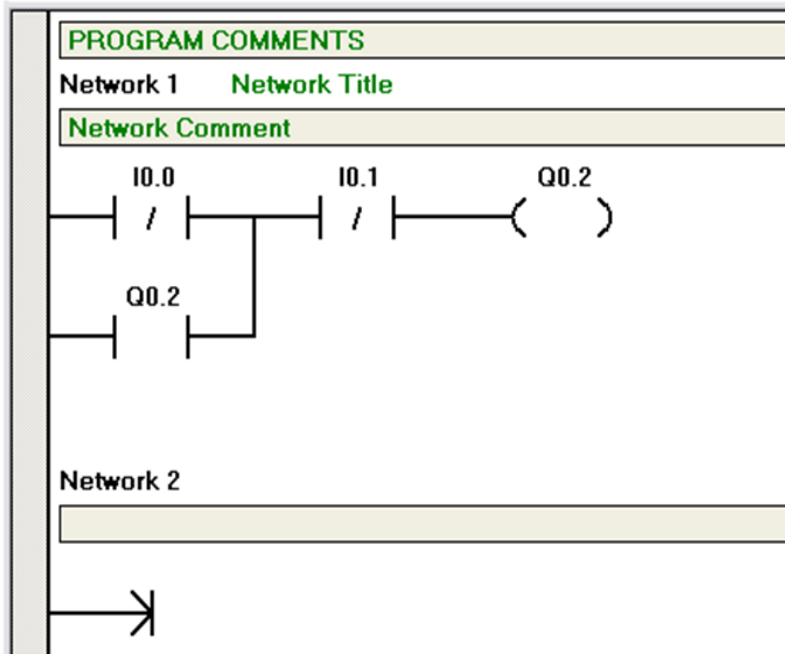 PROGRAM COMMENTS
Network 1 Network Title
Network Comment
I0.0 I0.1 Q0.2
Q0.2
Network 2